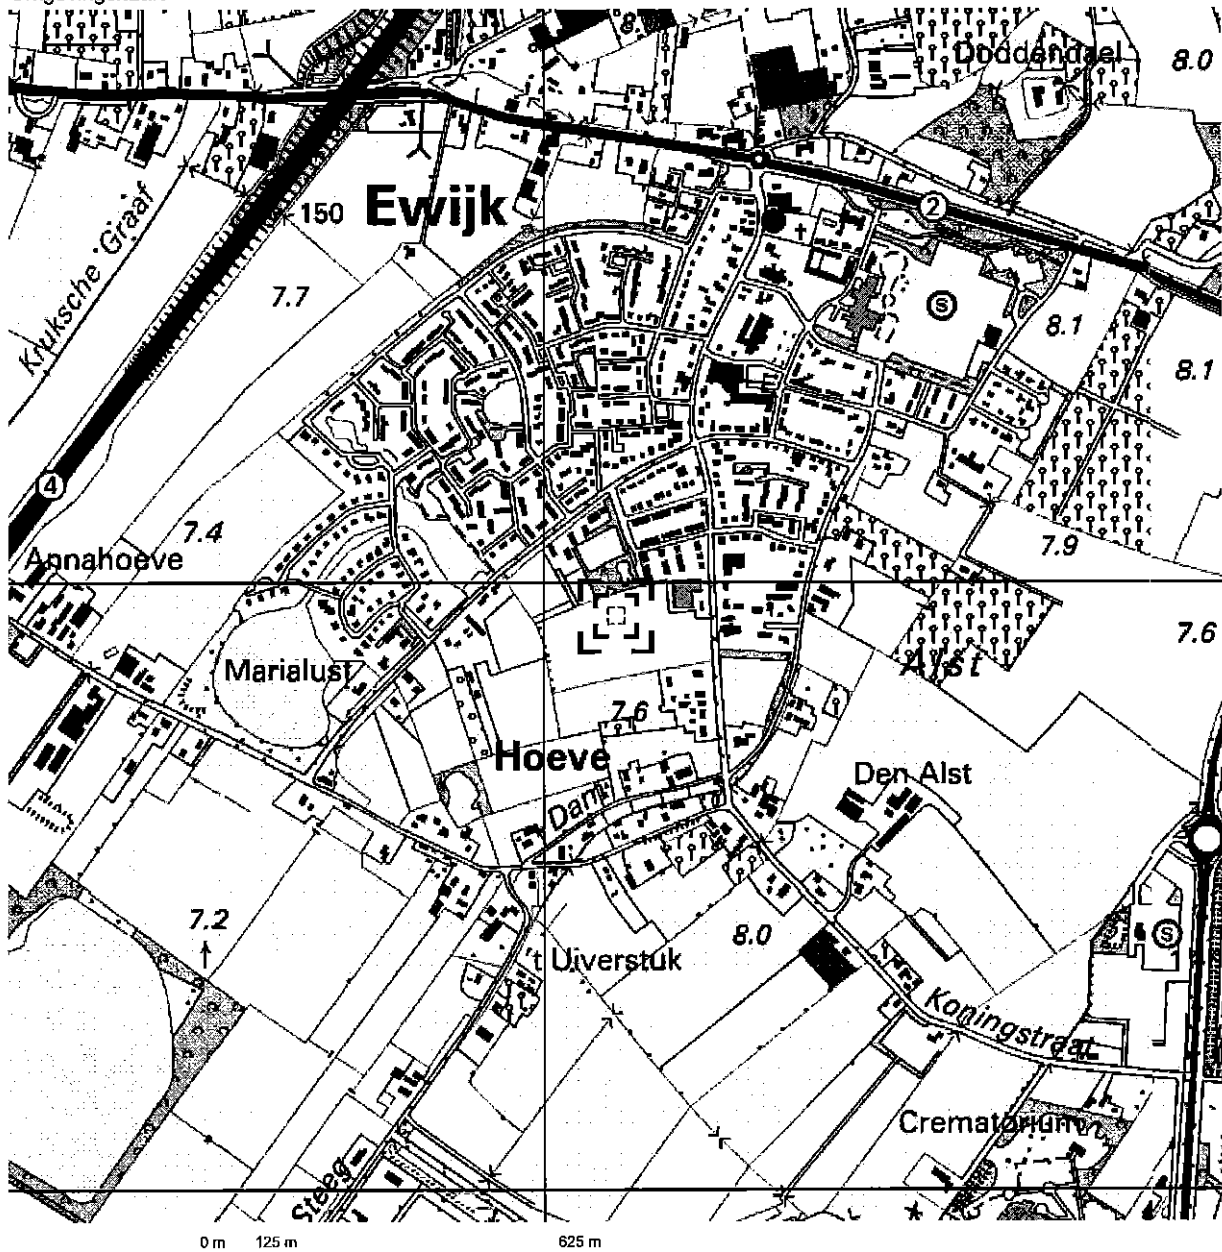 Doddendael
8.0
8
150
Ewijk
2
Kruksche Graaf
7.7
S
8.1
8.1
4
7.4
7.9
Annahoeve
7.6
Marialust
Alst
7.6
Hoeve
Den Alst
Dam
7.2
8.0
S
't Uiverstuk
Koningstraat
Crematorium
Steeg
0 m 125 m 625 m